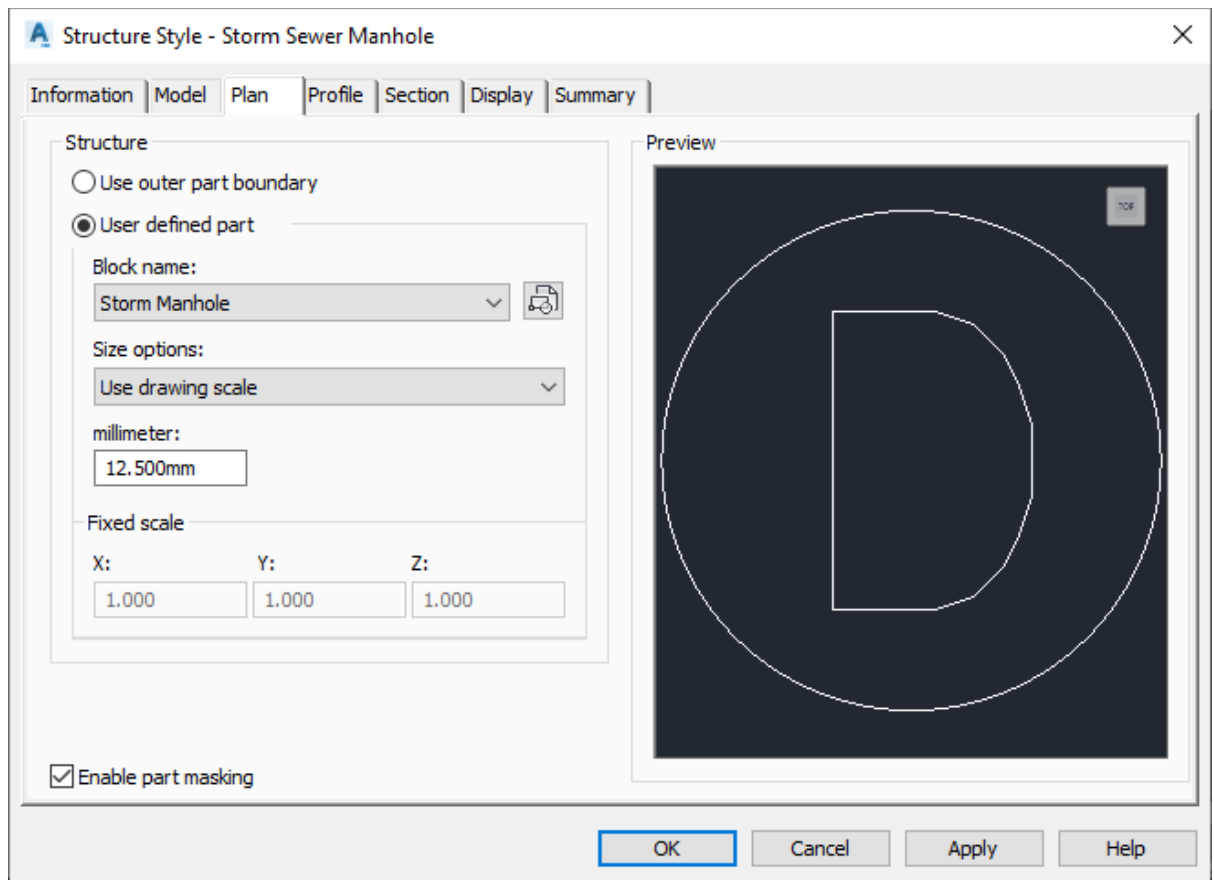 Structure Style - Storm Sewer Manhole
Information Model Plan Profile Section Display Summary
Structure
Use outer part boundary
User defined part
Block name:
Storm Manhole
Size options:
Use drawing scale
millimeter:
12.500mm
Fixed scale
X: Y: Z:
1.000 1.000 1.000
Enable part masking
Preview
TOP
D
OK Cancel Apply Help